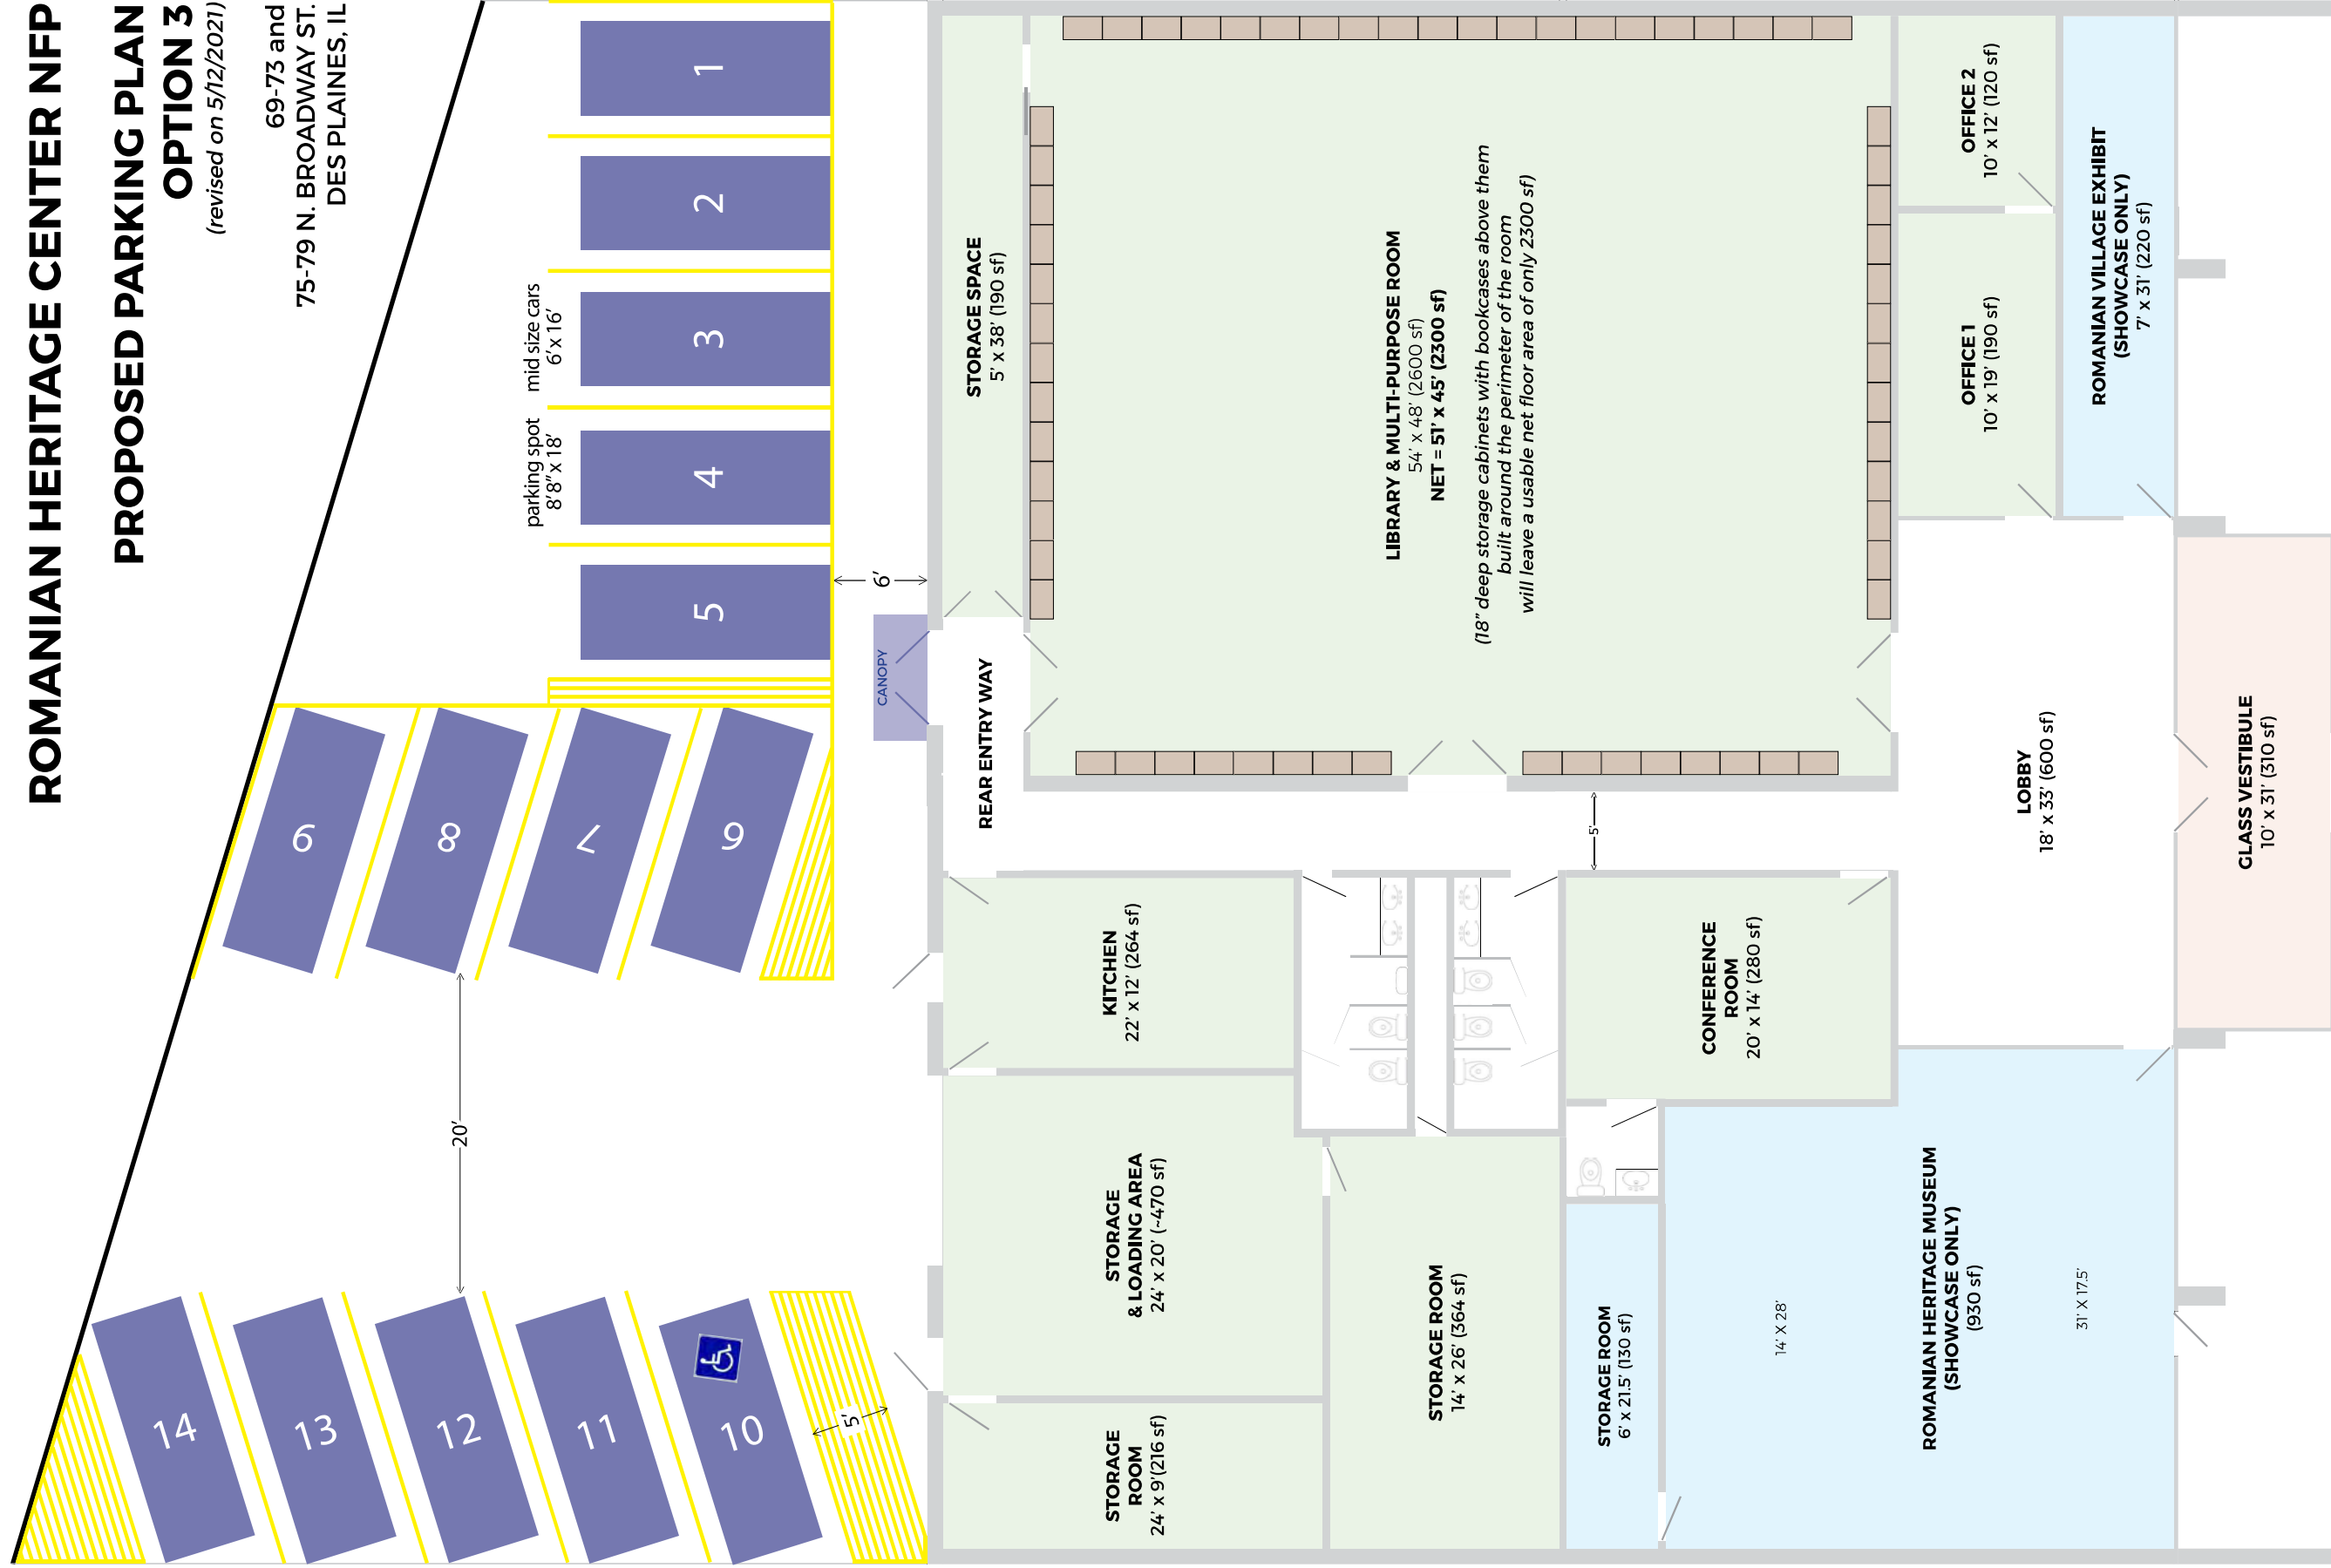 ROMANIAN HERITAGE CENTER NFP
PROPOSED PARKING PLAN
OPTION 3
(revised on 5/12/2021)
69-73 and
75-79 N. BROADWAY ST.
DES PLAINES, IL
mid size cars
6'x 16'
parking spot
8'8"x 18'
1
2
3
4
5
6
7
8
9
10
11
12
13
14
20'
5'
6'
CANOPY
STORAGE SPACE
5' x 38' (190 sf)
REAR ENTRY WAY
LIBRARY & MULTI-PURPOSE ROOM
54' x 48' (2600 sf)
NET = 51' x 45' (2300 sf)
(18" deep storage cabinets with bookcases above them
built around the perimeter of the room
will leave a usable net floor area of only 2300 sf)
OFFICE 2
10' x 12' (120 sf)
OFFICE 1
10' x 19' (190 sf)
ROMANIAN VILLAGE EXHIBIT
(SHOWCASE ONLY)
7' x 31' (220 sf)
5'
KITCHEN
22' x 12' (264 sf)
CONFERENCE
ROOM
20' x 14' (280 sf)
LOBBY
18' x 33' (600 sf)
GLASS VESTIBULE
10' x 31' (310 sf)
STORAGE
& LOADING AREA
24' x 20' (~470 sf)
STORAGE
ROOM
24' x 9'(216 sf)
STORAGE ROOM
14' x 26' (364 sf)
STORAGE ROOM
6' x 21.5' (130 sf)
14' X 28'
ROMANIAN HERITAGE MUSEUM
(SHOWCASE ONLY)
(930 sf)
31' X 17.5'